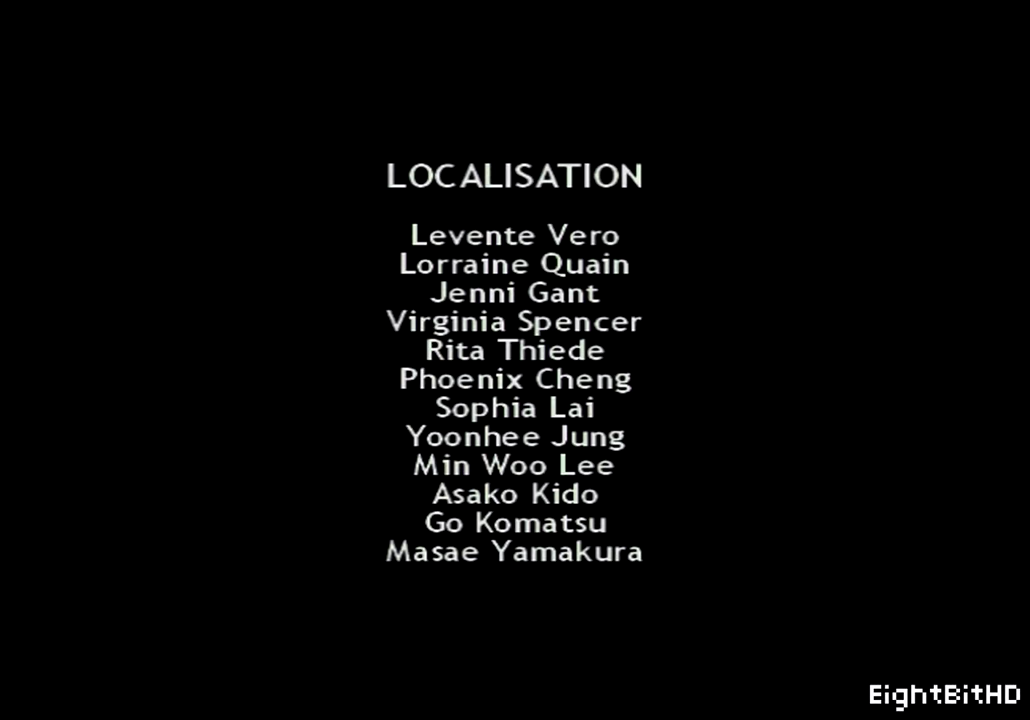 LOCALISATION
Levente Vero
Lorraine Quain
Jenni Gant
Virginia Spencer
Rita Thiede
Phoenix Cheng
Sophia Lai
Yoonhee Jung
Min Woo Lee
Asako Kido
Go Komatsu
Masae Yamakura
EightBitHD